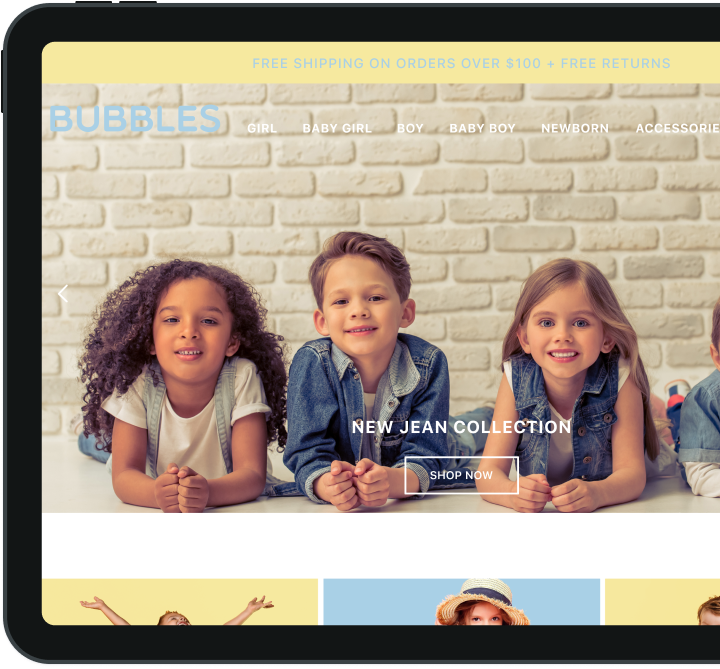 FREE SHIPPING ON ORDERS OVER $100 + FREE RETURNS
BUBBLES
GIRL BABY GIRL BOY BABY BOY NEWBORN ACCESSORIE
NEW JEAN COLLECTION
SHOP NOW